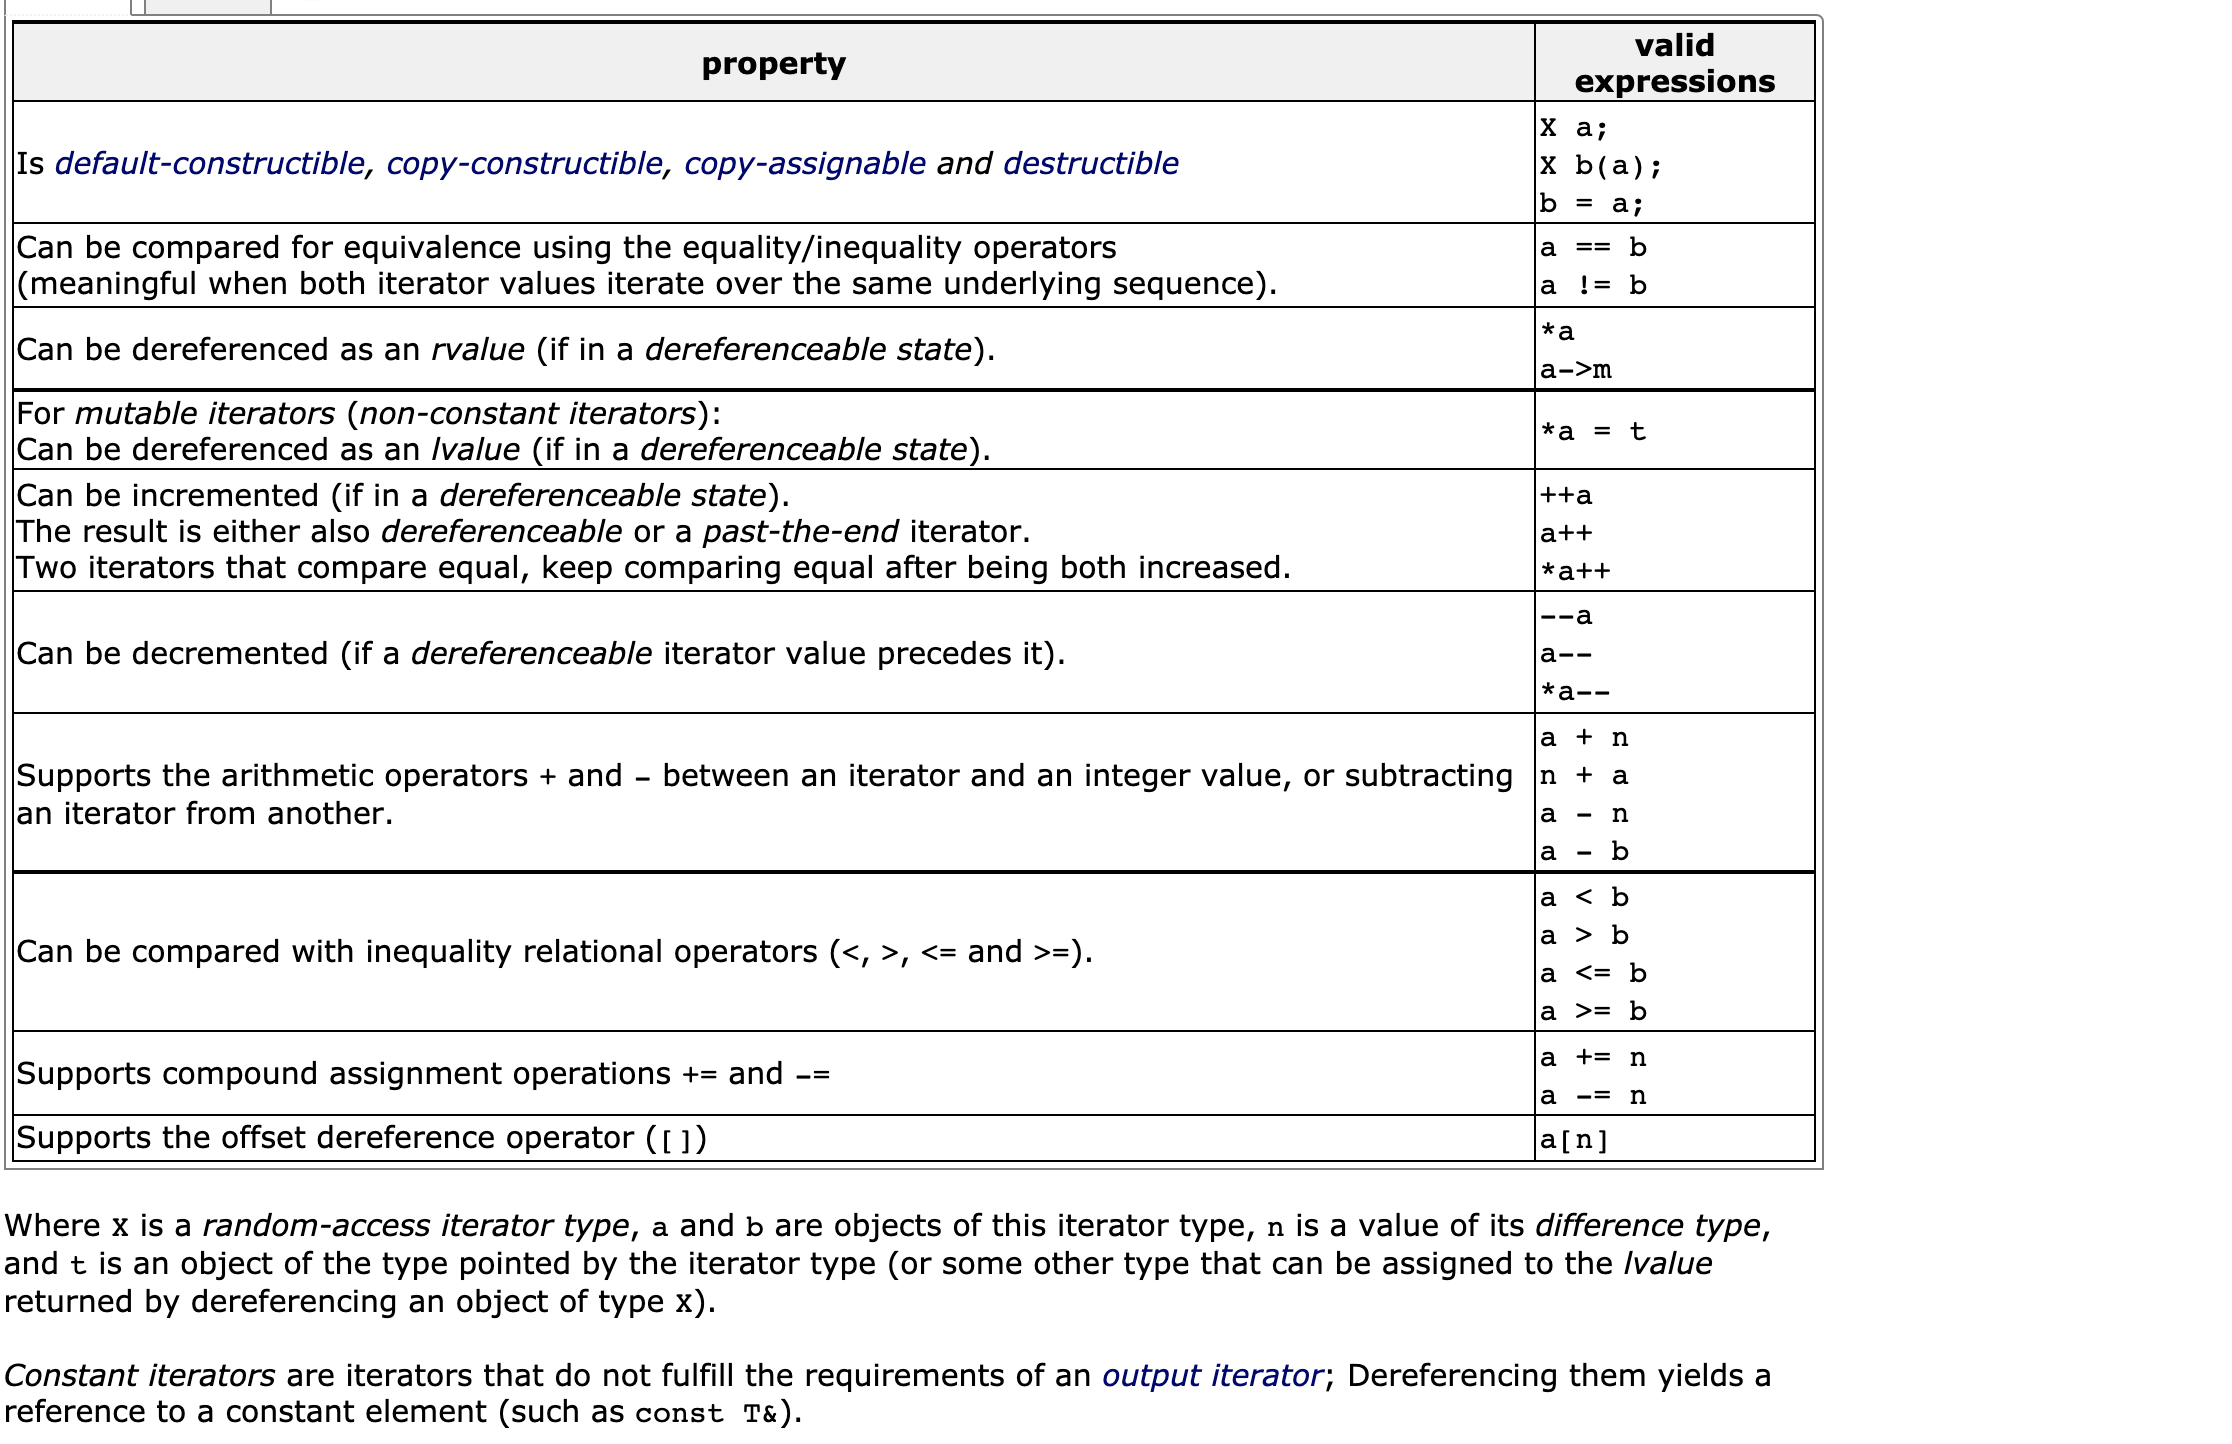 property
valid
expressions
Is default-constructible, copy-constructible, copy-assignable and destructible
X a;
X b(a);
b = a;
Can be compared for equivalence using the equality/inequality operators
(meaningful when both iterator values iterate over the same underlying sequence).
a == b
a != b
Can be dereferenced as an rvalue (if in a dereferenceable state).
*a
a->m
For mutable iterators (non-constant iterators):
Can be dereferenced as an lvalue (if in a dereferenceable state).
*a = t
Can be incremented (if in a dereferenceable state).
The result is either also dereferenceable or a past-the-end iterator.
Two iterators that compare equal, keep comparing equal after being both increased.
++a
a++
*a++
Can be decremented (if a dereferenceable iterator value precedes it).
--a
a--
*a--
Supports the arithmetic operators + and - between an iterator and an integer value, or subtracting
an iterator from another.
a + n
n + a
a - n
a - b
Can be compared with inequality relational operators (<, >, <= and >=).
a < b
a > b
a <= b
a >= b
Supports compound assignment operations += and -=
a += n
a -= n
Supports the offset dereference operator ([])
a[n]
Where X is a random-access iterator type, a and b are objects of this iterator type, n is a value of its difference type,
and t is an object of the type pointed by the iterator type (or some other type that can be assigned to the lvalue
returned by dereferencing an object of type X).
Constant iterators are iterators that do not fulfill the requirements of an output iterator; Dereferencing them yields a
reference to a constant element (such as const T&).